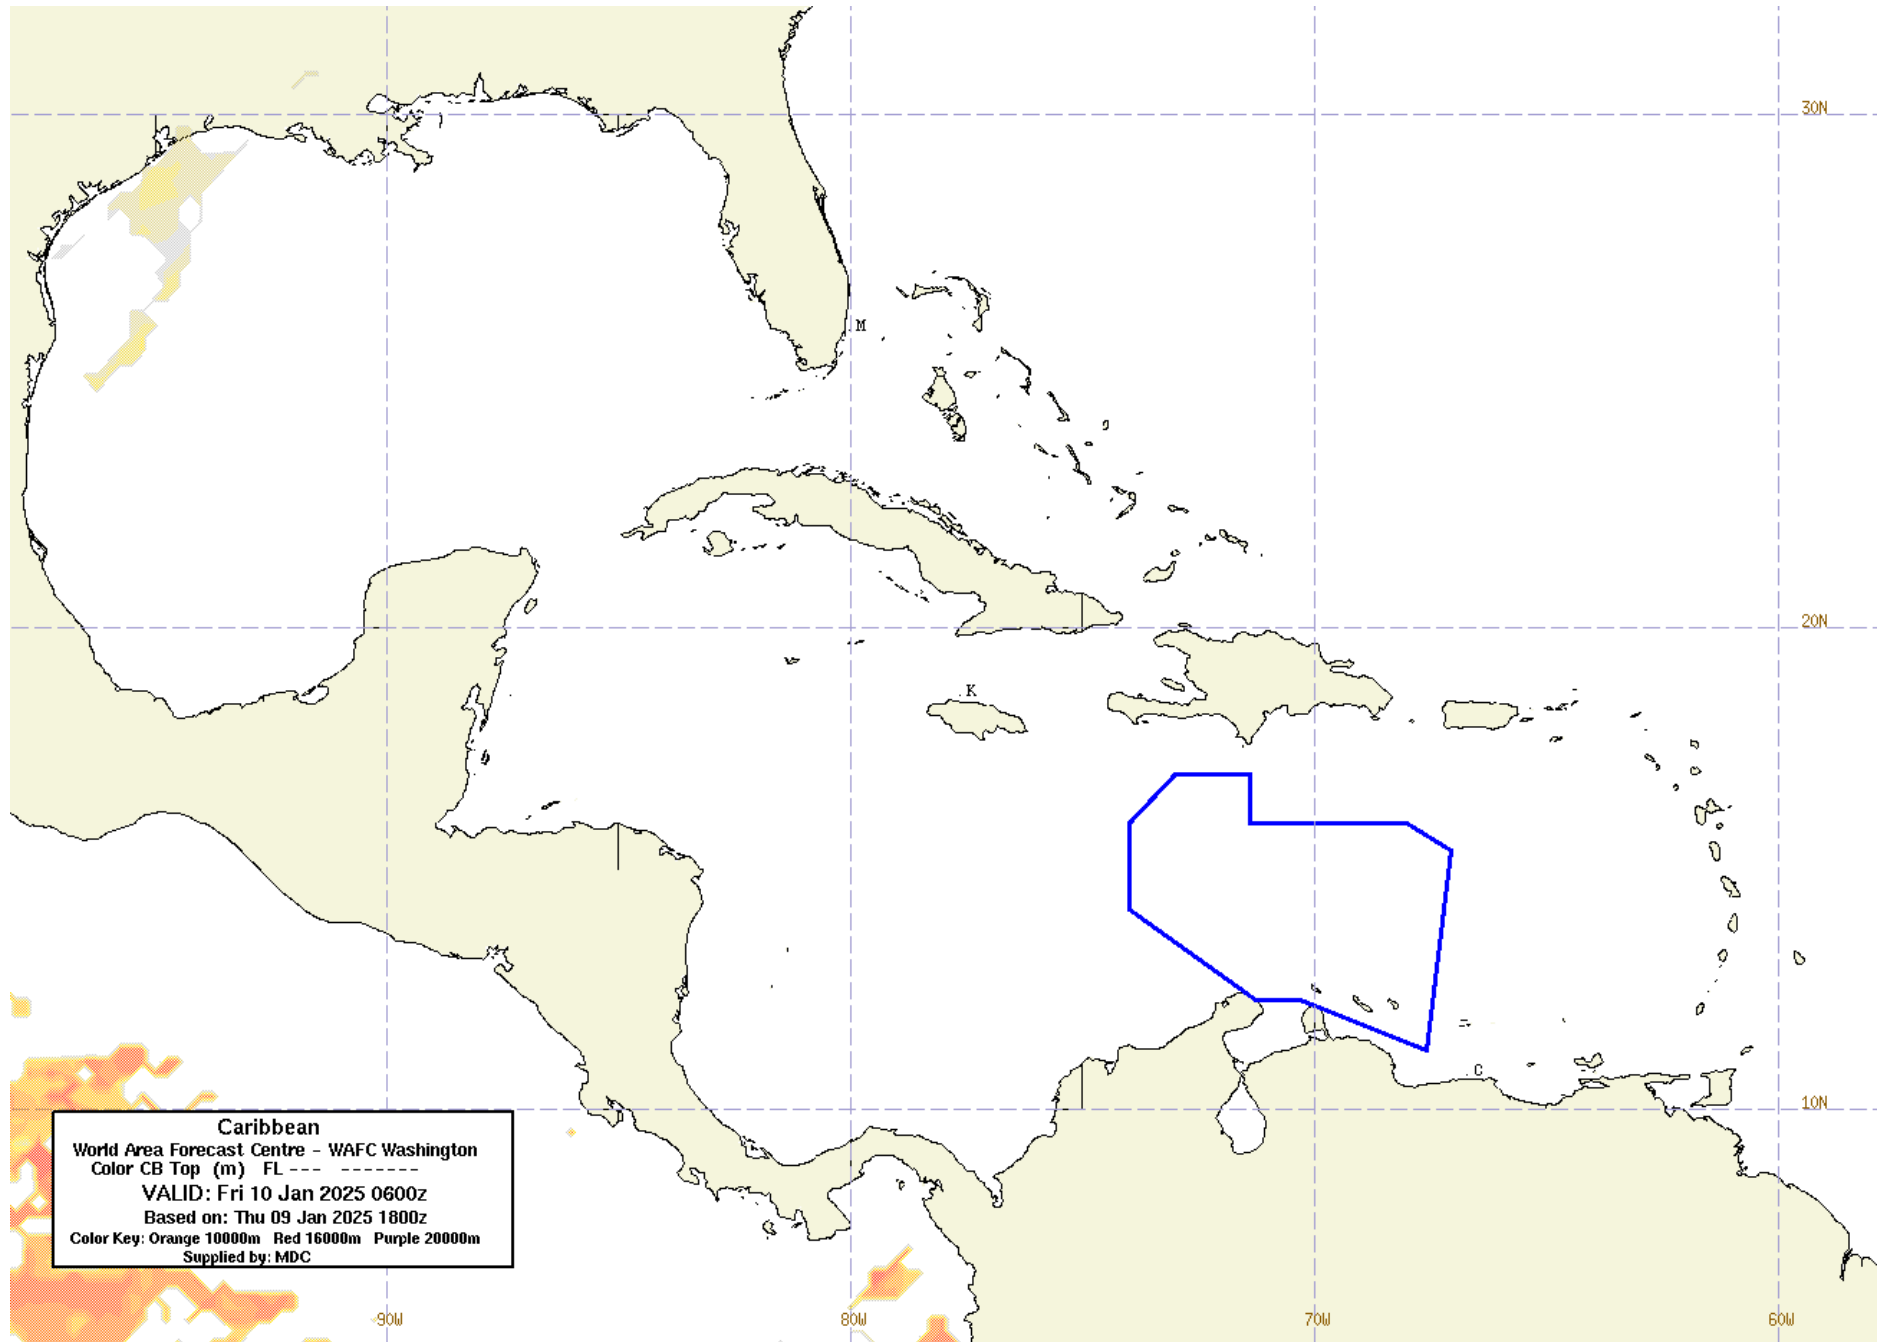 30N
M
20N
K
C
10N
Caribbean
World Area Forecast Centre - WAFC Washington
Color CB Top (m) FL --- -------
VALID: Fri 10 Jan 2025 0600z
Based on: Thu 09 Jan 2025 1800z
Color Key: Orange 10000m Red 16000m Purple 20000m
Supplied by: MDC
90W 80W 70W 60W